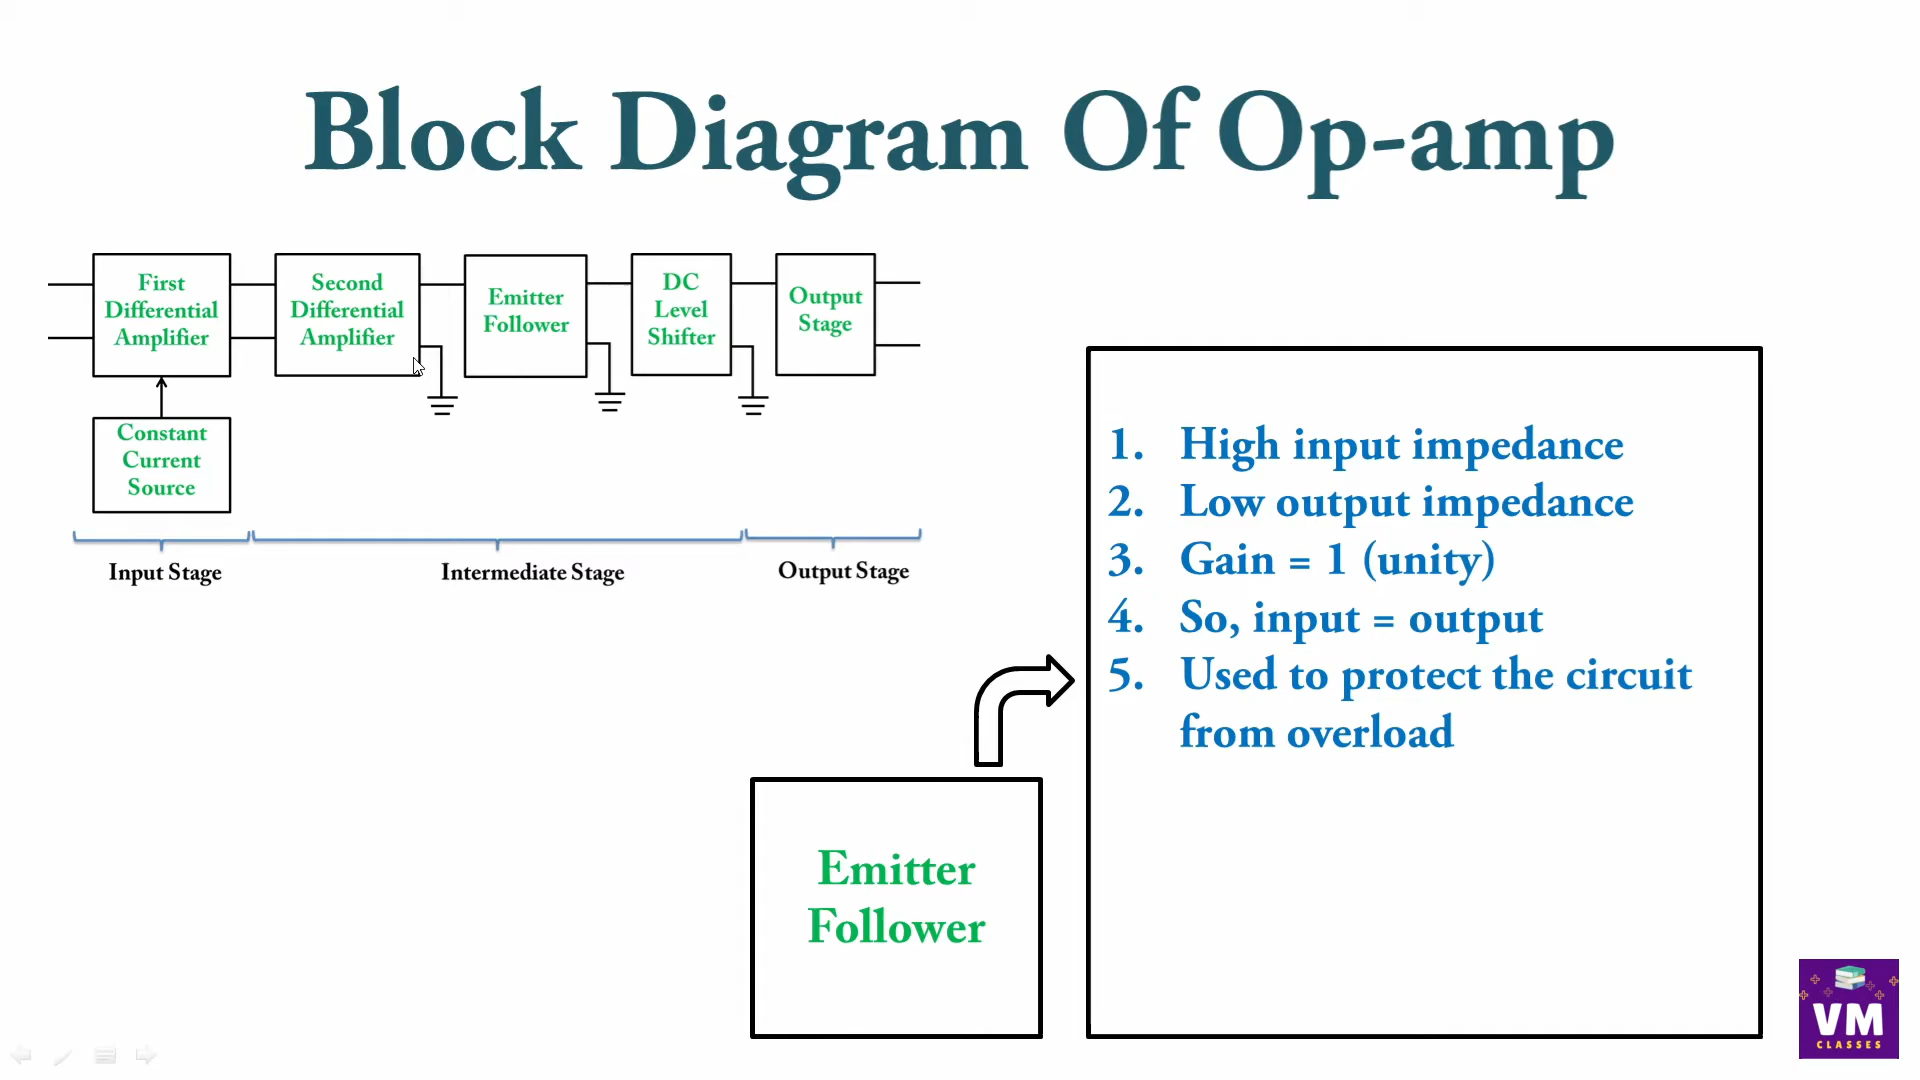 Block Diagram Of Op-amp
First
Differential
Amplifier
Second
Differential
Amplifier
Emitter
Follower
DC
Level
Shifter
Output
Stage
Constant
Current
Source
Input Stage
Intermediate Stage
Output Stage
1. High input impedance
2. Low output impedance
3. Gain = 1 (unity)
4. So, input = output
5. Used to protect the circuit
from overload
Emitter
Follower
VM
CLASSES